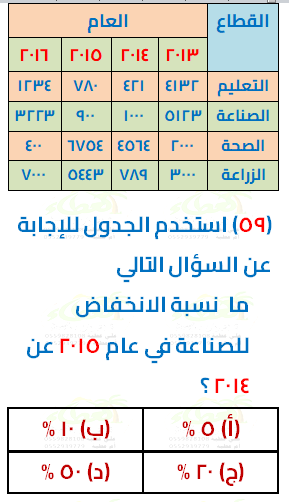 القطاع العام
٢٠١٣ ٢٠١٤ ٢٠١٥ ٢٠١٦
التعليم ٤١٣٢ ٤٢١ ٧٨٠ ١٢٣٤
الصناعة ٥١٢٣ ١٠٠٠ ٩٠٠ ٣٢٢٣
الصحة ٢٠٠٠ ٤٥٦٤ ٦٧٥٤ ٤٠٠
الزراعة ٣٠٠٠ ٧٨٩ ٥٤٤٣ ٧٠٠٠
(٥٩) استخدم الجدول للإجابة
عن السؤال التالي
ما نسبة الانخفاض
للصناعة في عام ٢٠١٥ عن
٢٠١٤ ؟
(أ) ٥ % (ب) ١٠ %
(ج) ٢٠ % (د) ٥٠ %